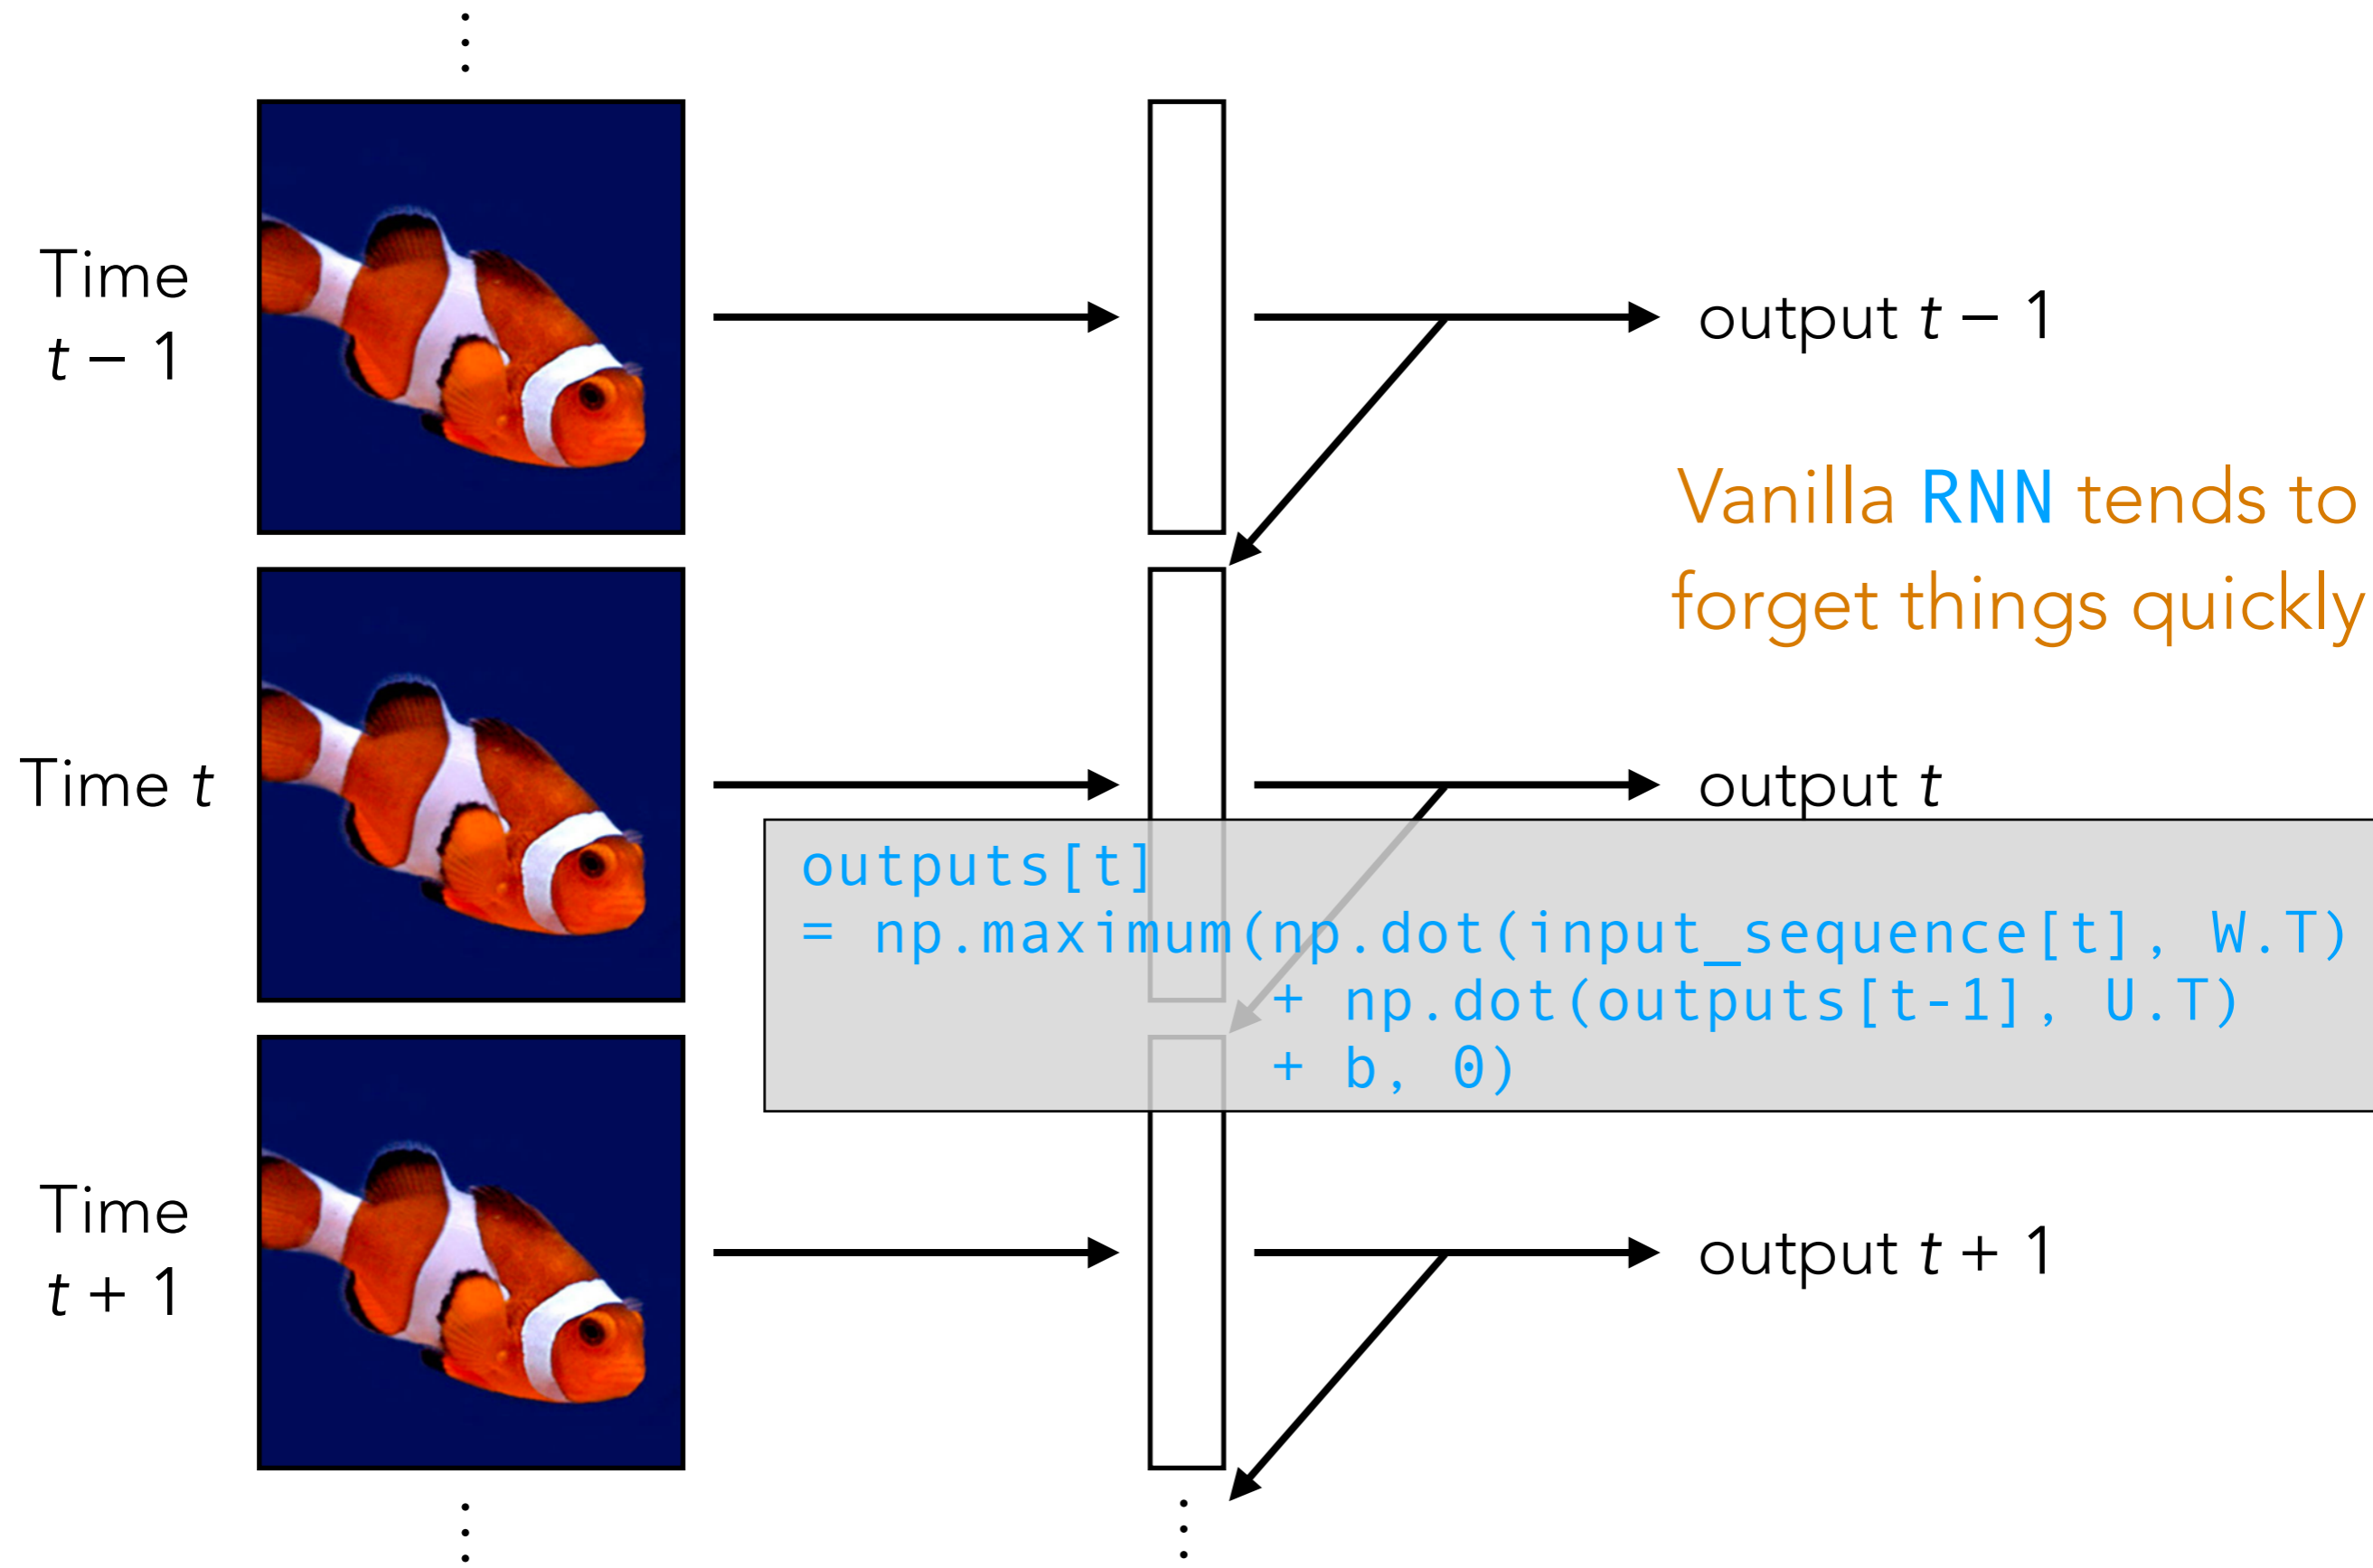 Time
t – 1
output t – 1
Vanilla RNN tends to
forget things quickly
Time t
output t
outputs[t]
= np.maximum(np.dot(input_sequence[t], W.T)
+ np.dot(outputs[t-1], U.T)
+ b, 0)
Time
t + 1
output t + 1